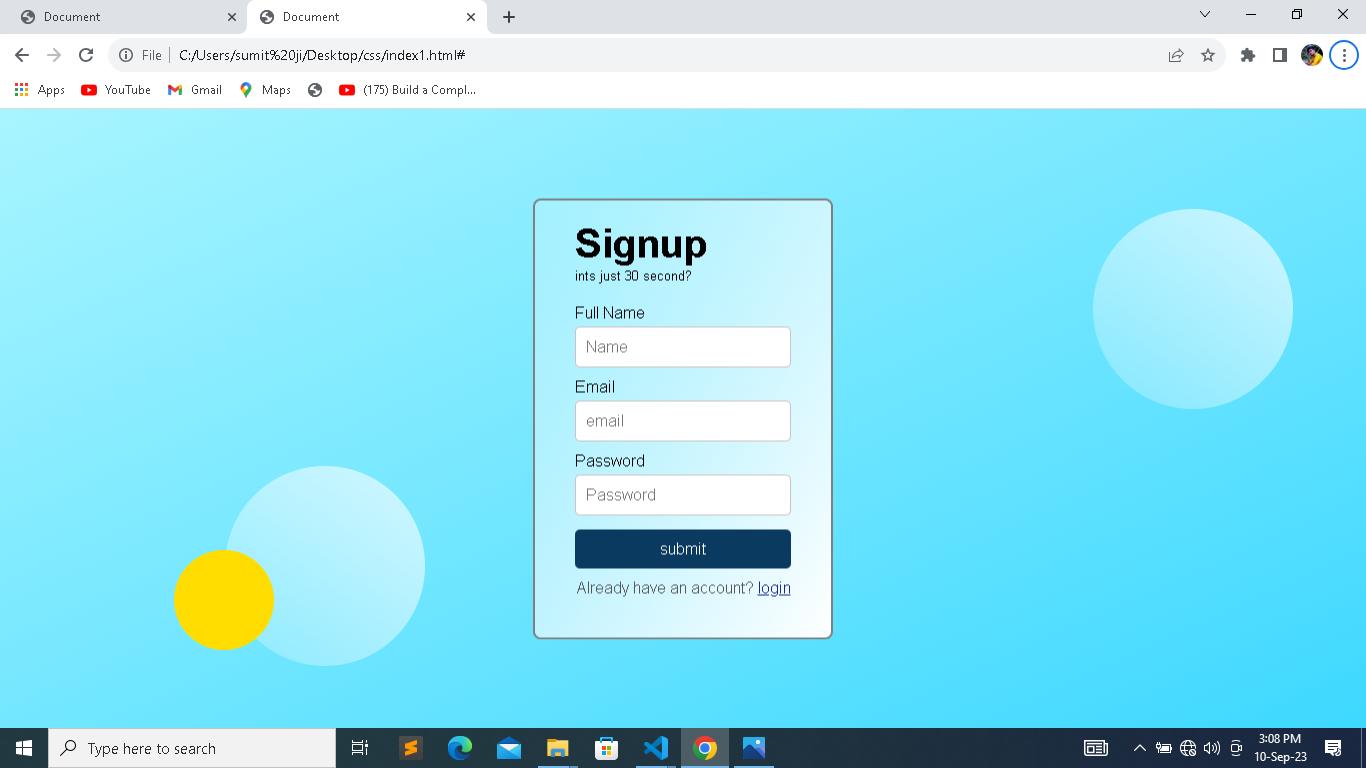 Document
Document
File C:/Users/sumit%20ji/Desktop/css/index1.html#
Apps YouTube Gmail Maps (175) Build a Compl...
Signup
ints just 30 second?
Full Name
Name
Email
email
Password
Password
submit
Already have an account? login
Type here to search
3:08 PM
10-Sep-23